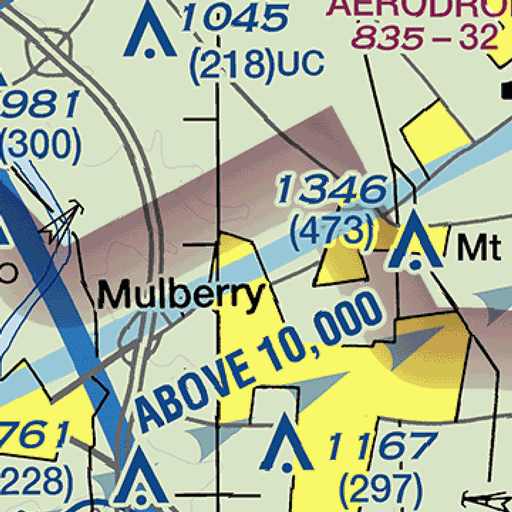 AERODRO
1045
835 – 32
(218)UC
981
(300)
1346
(473)
Mt
Mulberry
ABOVE 10,000
761
1167
228)
(297)